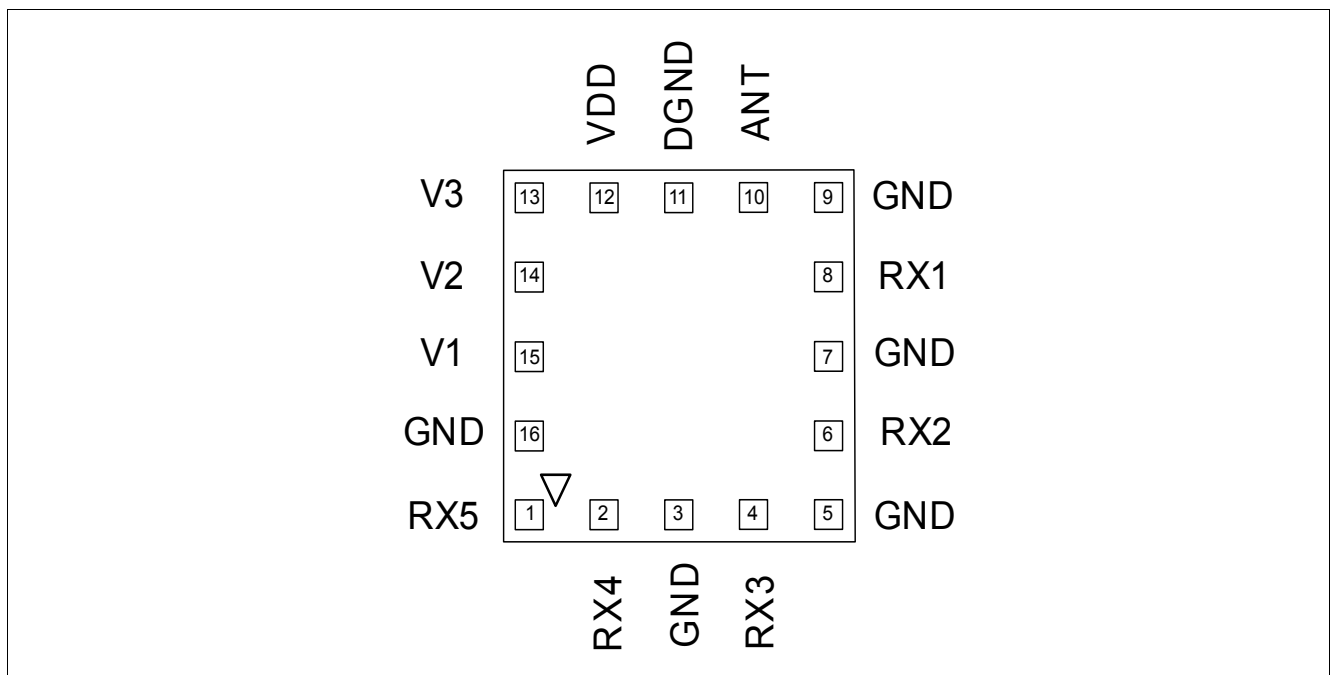 VDD DGND ANT
V3 13 12 11 10 9 GND
V2 14 8 RX1
V1 15 7 GND
GND 16 6 RX2
RX5 1 2 3 4 5 GND
RX4 GND RX3